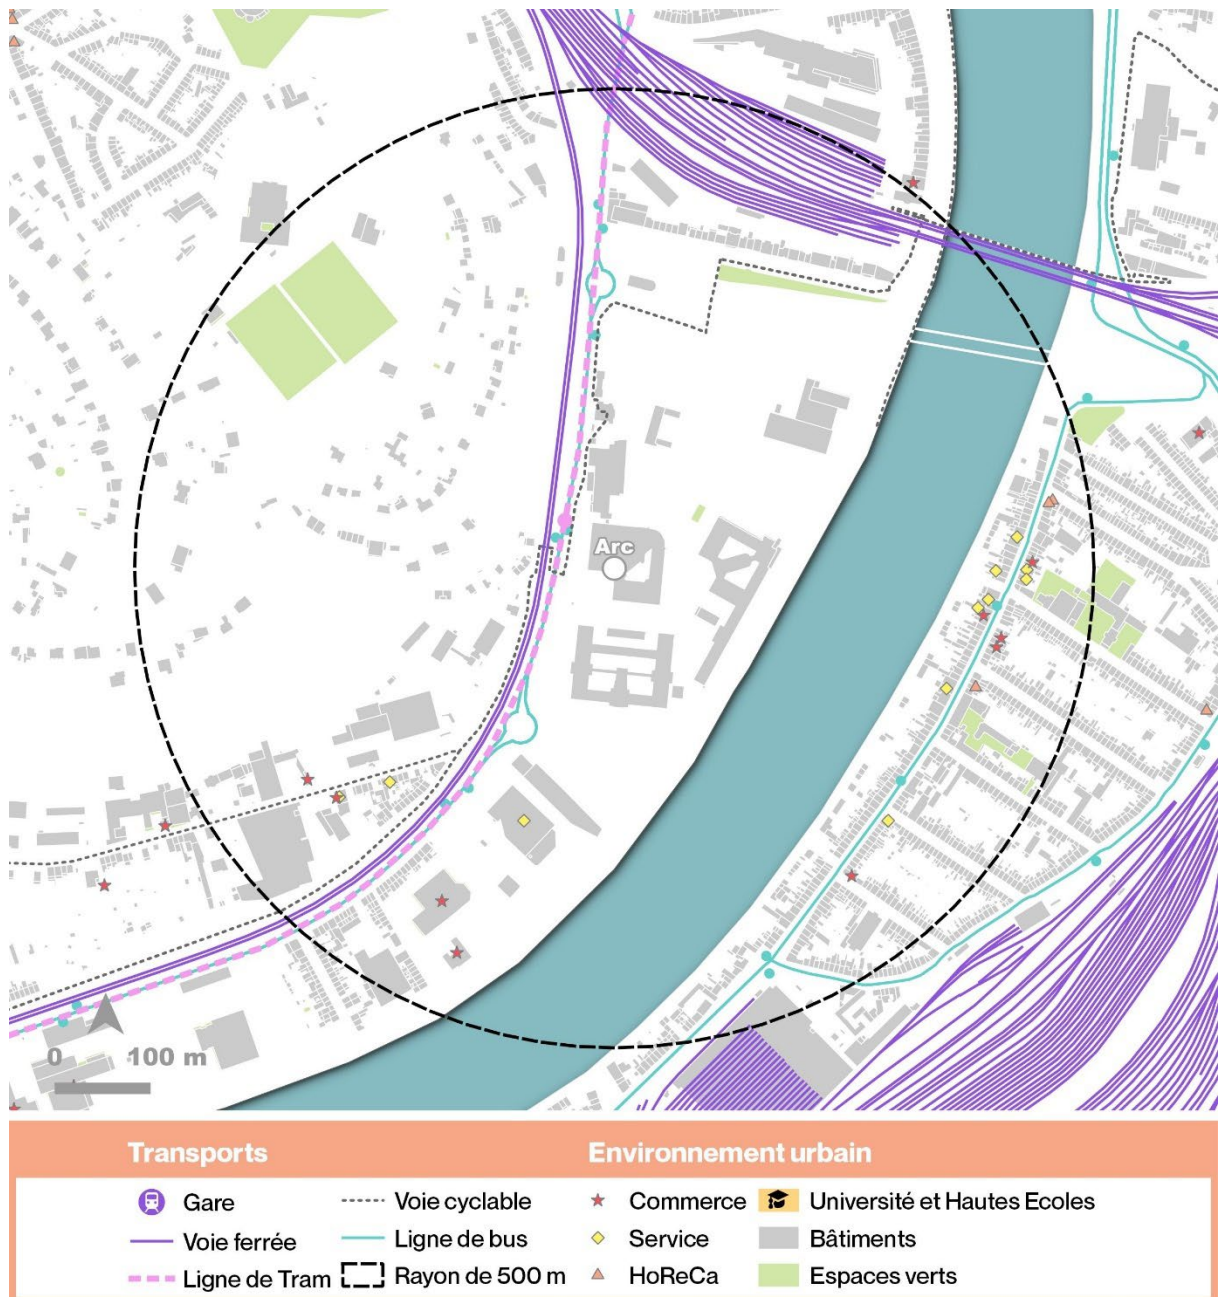 Arc
0 100 m
Transports Environnement urbain
Gare Voie cyclable Commerce Université et Hautes Ecoles
Voie ferrée Ligne de bus Service Bâtiments
Ligne de Tram Rayon de 500 m HoReCa Espaces verts